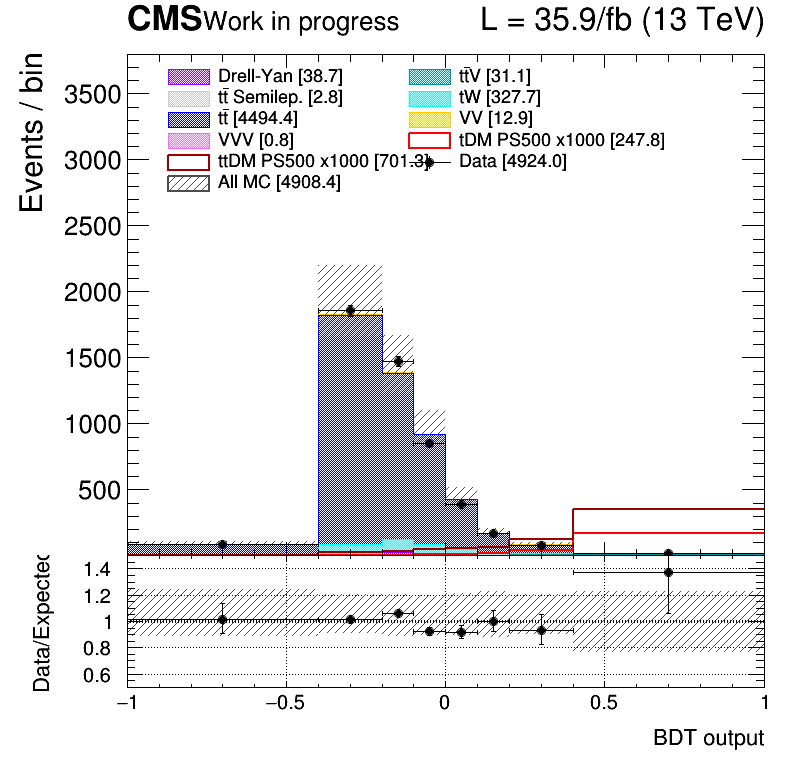 CMS Work in progress L = 35.9/fb (13 TeV)
Events / bin
3500
3000
2500
2000
1500
1000
500
Drell-Yan [38.7] tt̄V [31.1]
tt̄ Semilep. [2.8] tW [327.7]
tt̄ [4494.4] VV [12.9]
VVV [0.8] tDM PS500 x1000 [247.8]
ttDM PS500 x1000 [701.3] Data [4924.0]
All MC [4908.4]
Data/Expected
1.4
1.2
1
0.8
0.6
−1 −0.5 0 0.5 1
BDT output